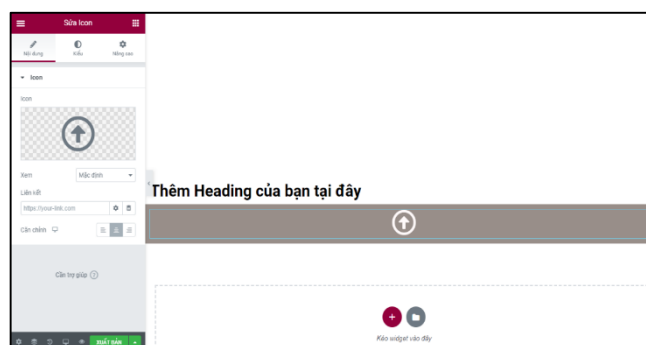 Sửa Icon
Nội dung
Kiểu
Nâng cao
Icon
Icon
Xem
Mặc định
Liên kết
https://your-link.com
Căn chỉnh
Cần trợ giúp
XUẤT BẢN
Thêm Heading của bạn tại đây
Kéo widget vào đây